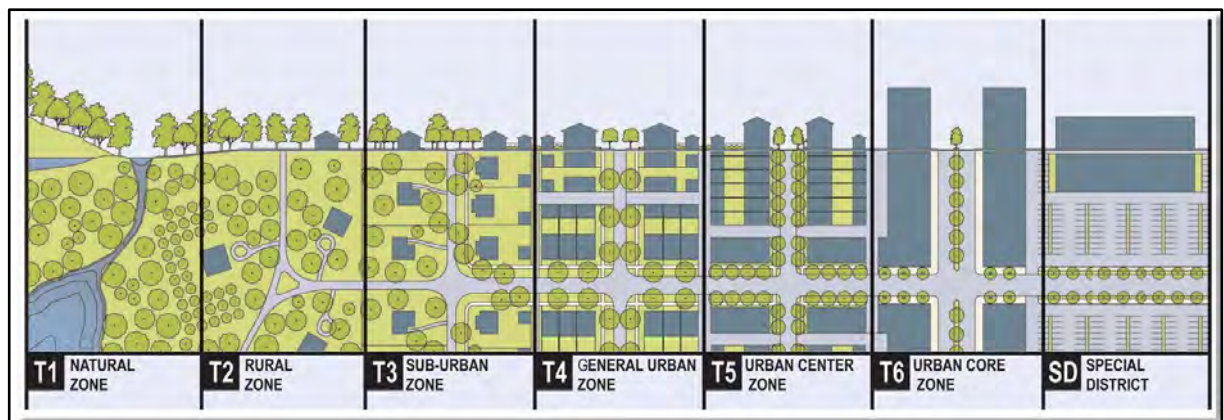 T1 NATURAL
ZONE
T2 RURAL
ZONE
T3 SUB-URBAN
ZONE
T4 GENERAL URBAN
ZONE
T5 URBAN CENTER
ZONE
T6 URBAN CORE
ZONE
SD SPECIAL
DISTRICT